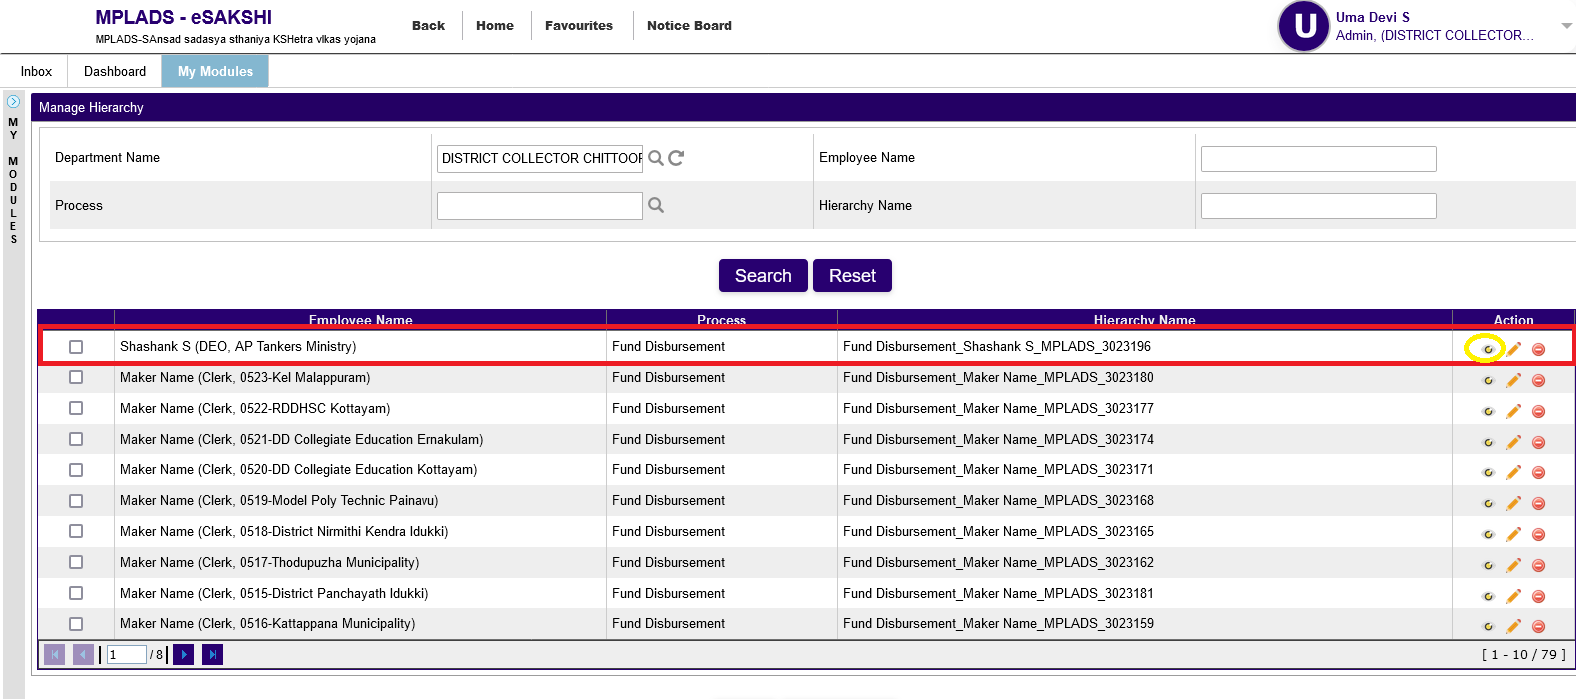 MPLADS - eSAKSHI
MPLADS-SAnsad sadasya sthaniya KSHetra vIkas yojana
Back Home Favourites Notice Board
U
Uma Devi S
Admin, (DISTRICT COLLECTOR...
Inbox Dashboard My Modules
MY MODULES
Manage Hierarchy
Department Name DISTRICT COLLECTOR CHITTOOR Employee Name
Process Hierarchy Name
Search Reset
Employee Name Process Hierarchy Name Action
Shashank S (DEO, AP Tankers Ministry) Fund Disbursement Fund Disbursement_Shashank S_MPLADS_3023196
Maker Name (Clerk, 0523-Kel Malappuram) Fund Disbursement Fund Disbursement_Maker Name_MPLADS_3023180
Maker Name (Clerk, 0522-RDDHSC Kottayam) Fund Disbursement Fund Disbursement_Maker Name_MPLADS_3023177
Maker Name (Clerk, 0521-DD Collegiate Education Ernakulam) Fund Disbursement Fund Disbursement_Maker Name_MPLADS_3023174
Maker Name (Clerk, 0520-DD Collegiate Education Kottayam) Fund Disbursement Fund Disbursement_Maker Name_MPLADS_3023171
Maker Name (Clerk, 0519-Model Poly Technic Painavu) Fund Disbursement Fund Disbursement_Maker Name_MPLADS_3023168
Maker Name (Clerk, 0518-District Nirmithi Kendra Idukki) Fund Disbursement Fund Disbursement_Maker Name_MPLADS_3023165
Maker Name (Clerk, 0517-Thodupuzha Municipality) Fund Disbursement Fund Disbursement_Maker Name_MPLADS_3023162
Maker Name (Clerk, 0515-District Panchayath Idukki) Fund Disbursement Fund Disbursement_Maker Name_MPLADS_3023181
Maker Name (Clerk, 0516-Kattappana Municipality) Fund Disbursement Fund Disbursement_Maker Name_MPLADS_3023159
1 / 8 [ 1 - 10 / 79 ]